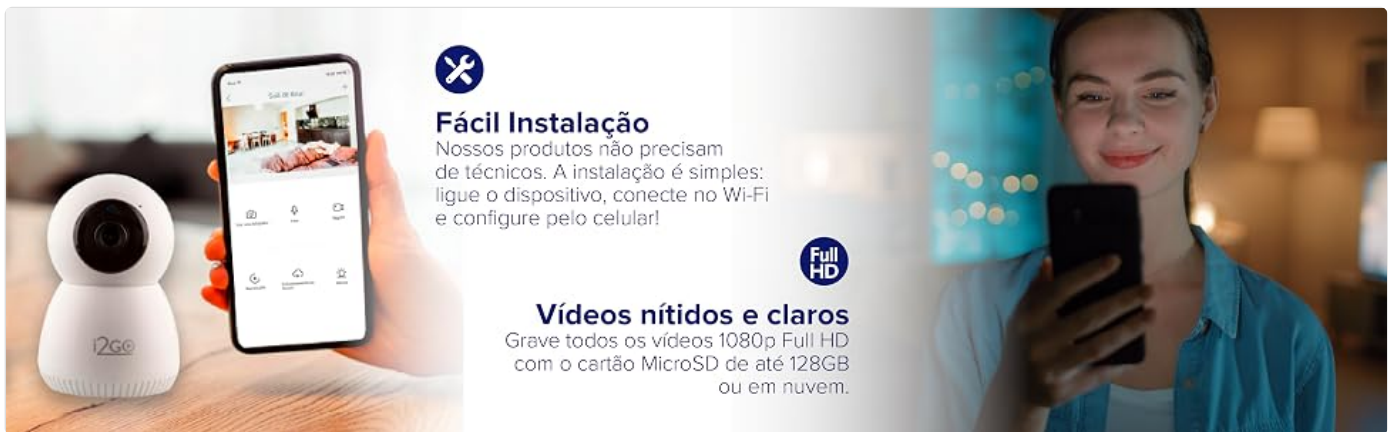 Fácil Instalação
Nossos produtos não precisam
de técnicos. A instalação é simples:
ligue o dispositivo, conecte no Wi-Fi
e configure pelo celular!
Full
HD
Vídeos nítidos e claros
Grave todos os vídeos 1080p Full HD
com o cartão MicroSD de até 128GB
ou em nuvem.
i2GO